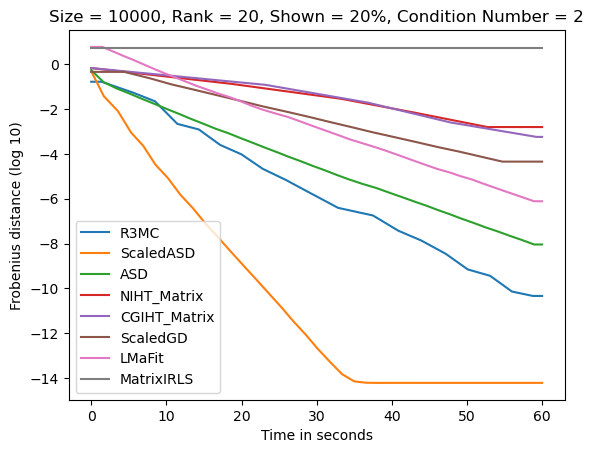 Size = 10000, Rank = 20, Shown = 20%, Condition Number = 2
Frobenius distance (log 10)
0
−2
−4
−6
−8
−10
−12
−14
R3MC
ScaledASD
ASD
NIHT_Matrix
CGIHT_Matrix
ScaledGD
LMaFit
MatrixIRLS
0 10 20 30 40 50 60
Time in seconds